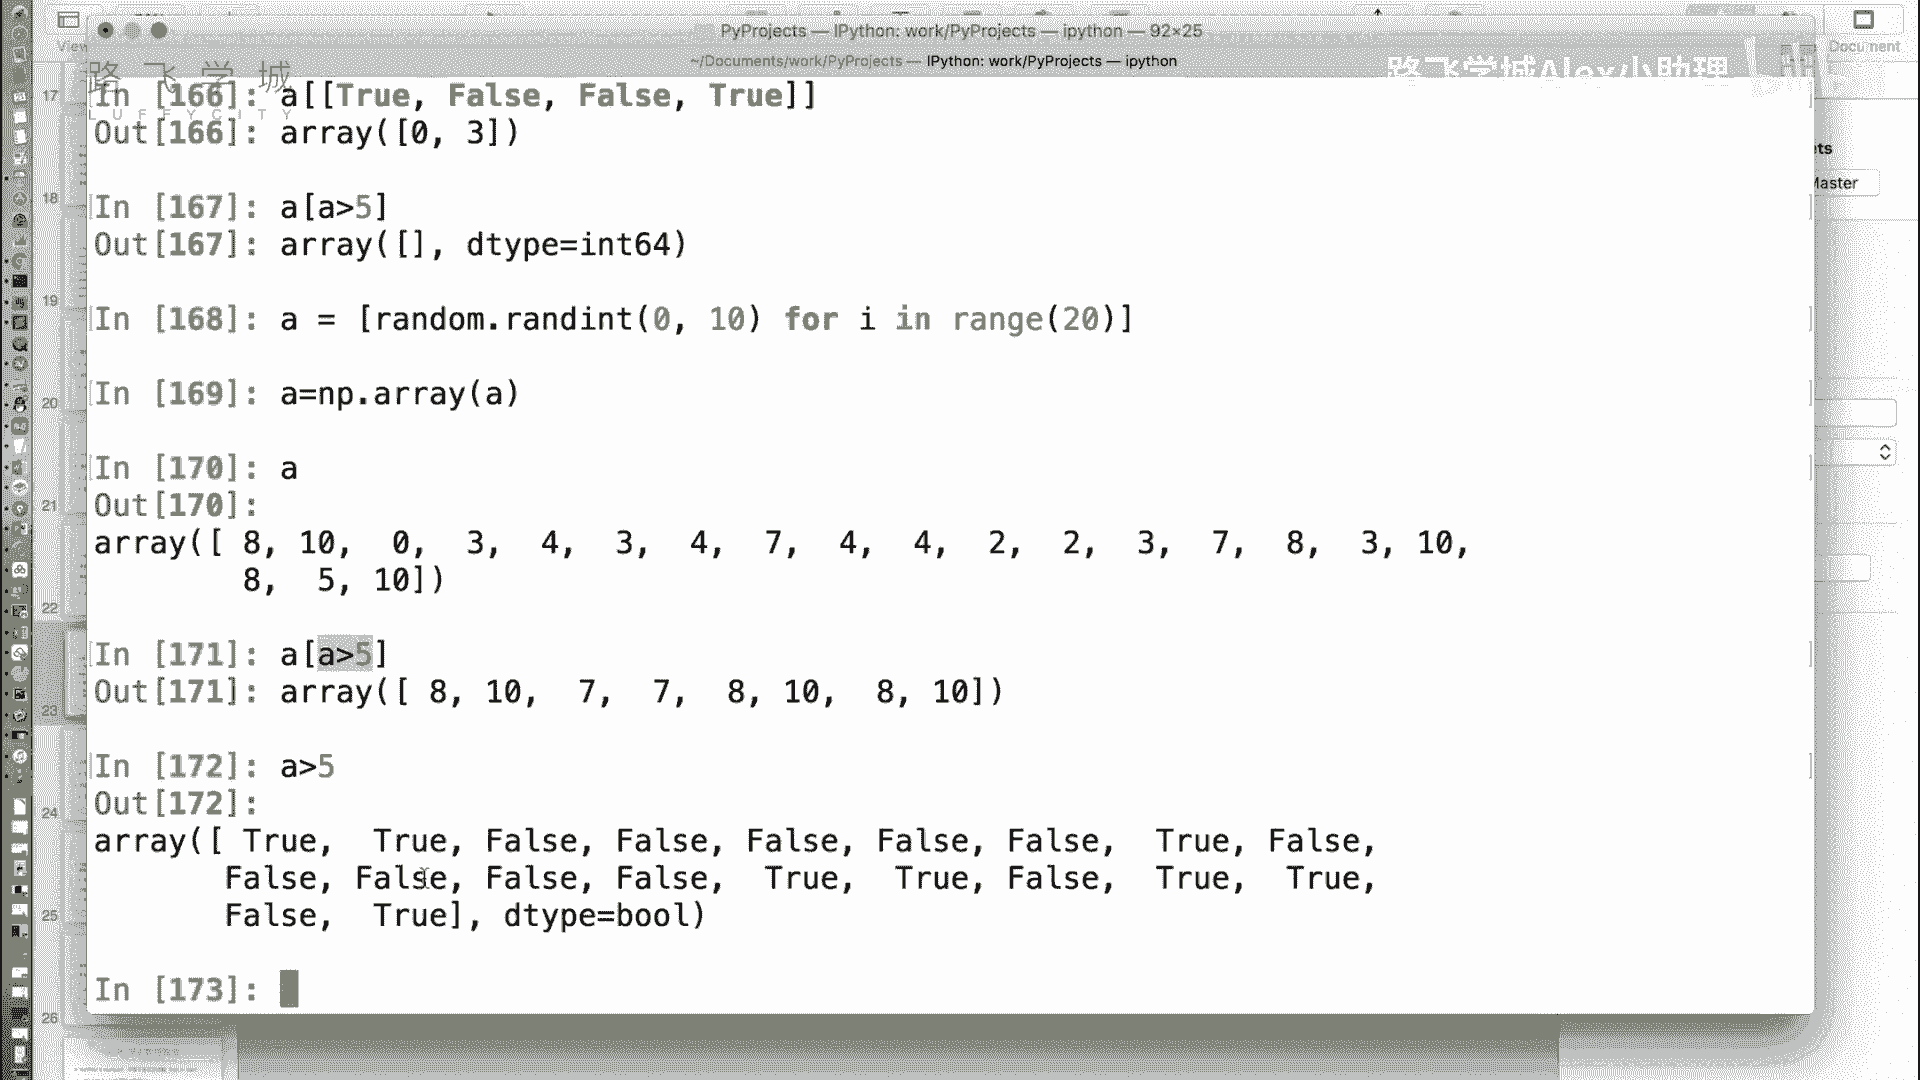 PyProjects — IPython: work/PyProjects — ipython — 92×25
View
Document
~/Documents/work/PyProjects — IPython: work/PyProjects — ipython
路飞学城
LUFFYCITY
路飞学城Alex小助理
17
In [166]: a[[True, False, False, True]]
Out[166]: array([0, 3])
ets
Master
18
In [167]: a[a>5]
Out[167]: array([], dtype=int64)
19
In [168]: a = [random.randint(0, 10) for i in range(20)]
In [169]: a=np.array(a)
20
In [170]: a
21
Out[170]:
array([ 8, 10,  0,  3,  4,  3,  4,  7,  4,  4,  2,  2,  3,  7,  8,  3, 10,
8,  5, 10])
22
In [171]: a[a>5]
Out[171]: array([ 8, 10,  7,  7,  8, 10,  8, 10])
23
In [172]: a>5
Out[172]:
24
array([ True,  True, False, False, False, False, False,  True, False,
False, False, False, False,  True,  True, False,  True,  True,
25
False,  True], dtype=bool)
In [173]:
26